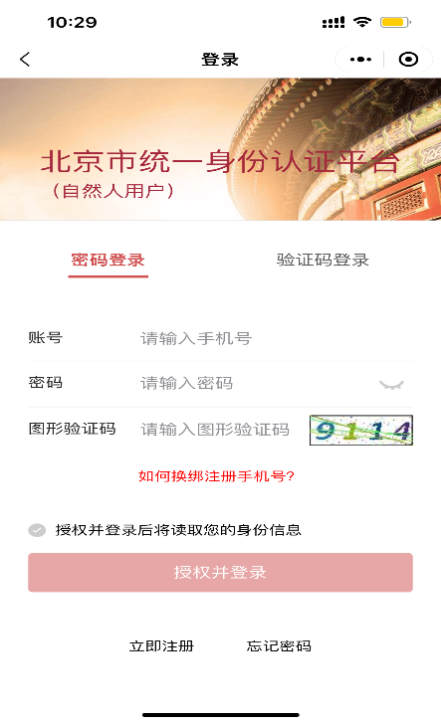 10:29
登录
北京市统一身份认证平台
（自然人用户）
密码登录 验证码登录
账号 请输入手机号
密码 请输入密码
图形验证码 请输入图形验证码 9114
如何换绑注册手机号?
授权并登录后将读取您的身份信息
授权并登录
立即注册 忘记密码